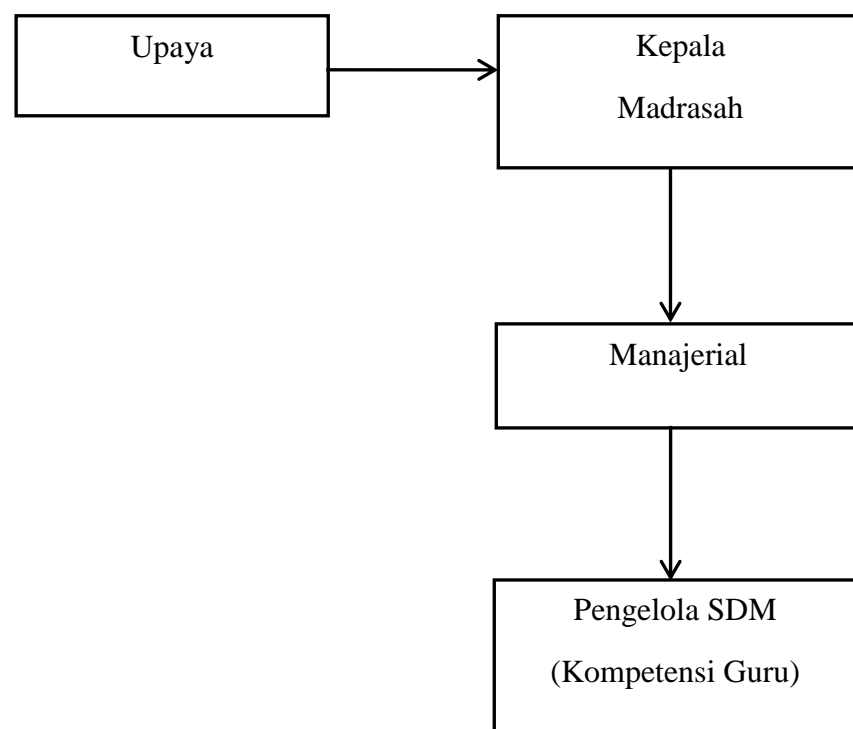 Upaya
Kepala
Madrasah
Manajerial
Pengelola SDM
(Kompetensi Guru)